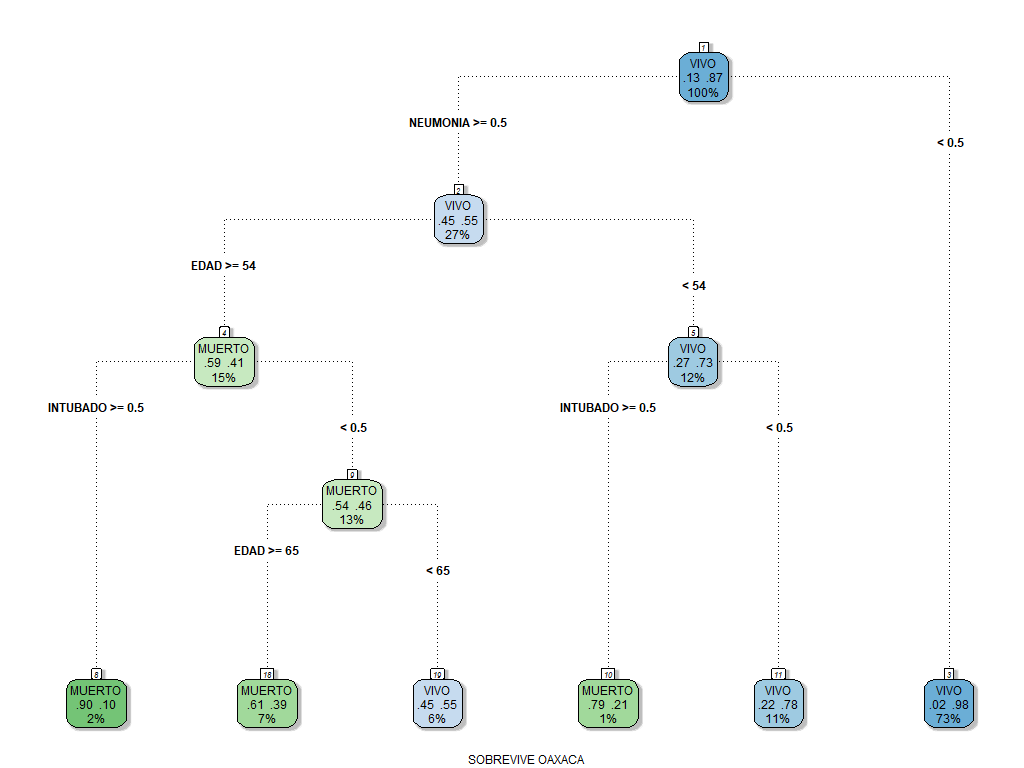 1
VIVO
.13 .87
100%
NEUMONIA >= 0.5
< 0.5
2
VIVO
.45 .55
27%
EDAD >= 54
< 54
4
MUERTO
.59 .41
15%
5
VIVO
.27 .73
12%
INTUBADO >= 0.5
< 0.5
INTUBADO >= 0.5
< 0.5
9
MUERTO
.54 .46
13%
EDAD >= 65
< 65
8
MUERTO
.90 .10
2%
18
MUERTO
.61 .39
7%
19
VIVO
.45 .55
6%
10
MUERTO
.79 .21
1%
11
VIVO
.22 .78
11%
3
VIVO
.02 .98
73%
SOBREVIVE OAXACA